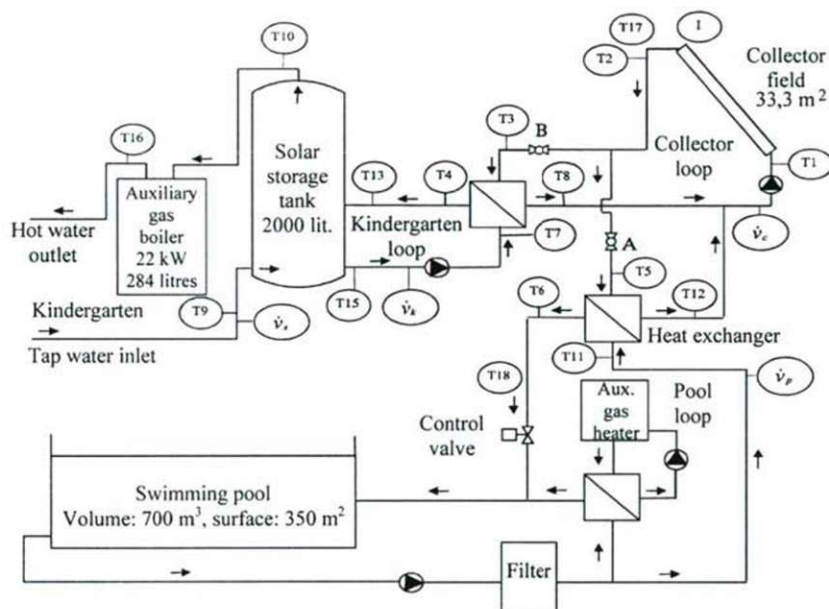 T10
T17
I
T2
Collector
field
33,3 m²
T16
T3
B
Solar
storage
tank
2000 lit.
Collector
loop
T1
T13
T4
T8
Auxiliary
gas
boiler
22 kW
284 litres
Hot water
outlet
Kindergarten
loop
T7
V̇c
A
T5
T15
V̇k
T6
T12
Kindergarten
T9
V̇s
Tap water inlet
Heat exchanger
T11
T18
Aux.
gas
heater
Pool
loop
V̇p
Control
valve
Swimming pool
Volume: 700 m³, surface: 350 m²
Filter